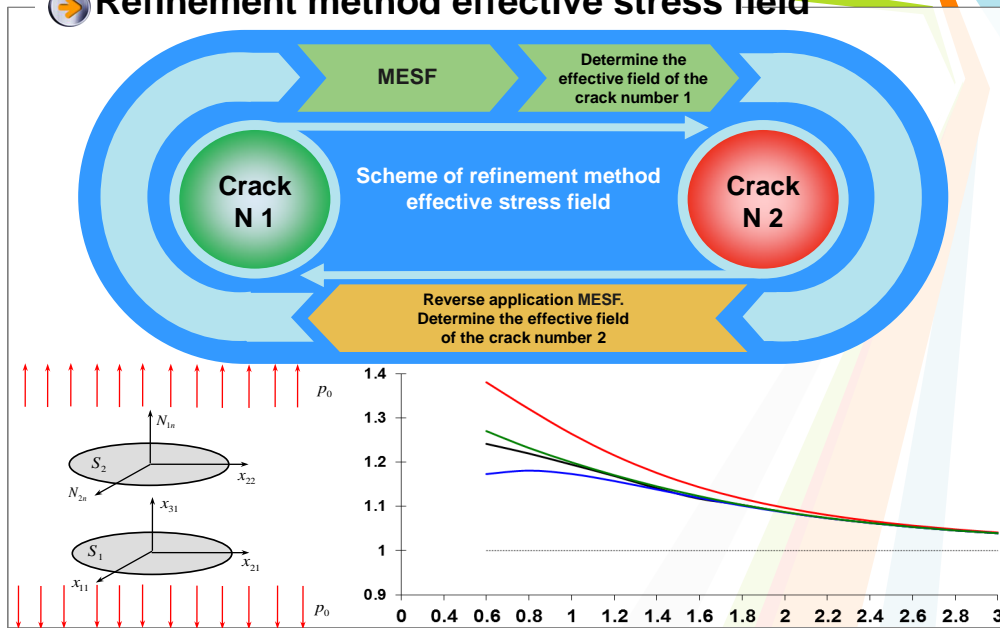 Refinement method effective stress field
MESF
Determine the
effective field of the
crack number 1
Crack
N 1
Scheme of refinement method
effective stress field
Crack
N 2
Reverse application MESF.
Determine the effective field
of the crack number 2
p₀
N₁ₙ
S₂
x₂₂
N₂ₙ
x₃₁
S₁
x₂₁
x₁₁
p₀
1.4
1.3
1.2
1.1
1
0.9
0 0.4 0.6 0.8 1 1.2 1.4 1.6 1.8 2 2.2 2.4 2.6 2.8 3